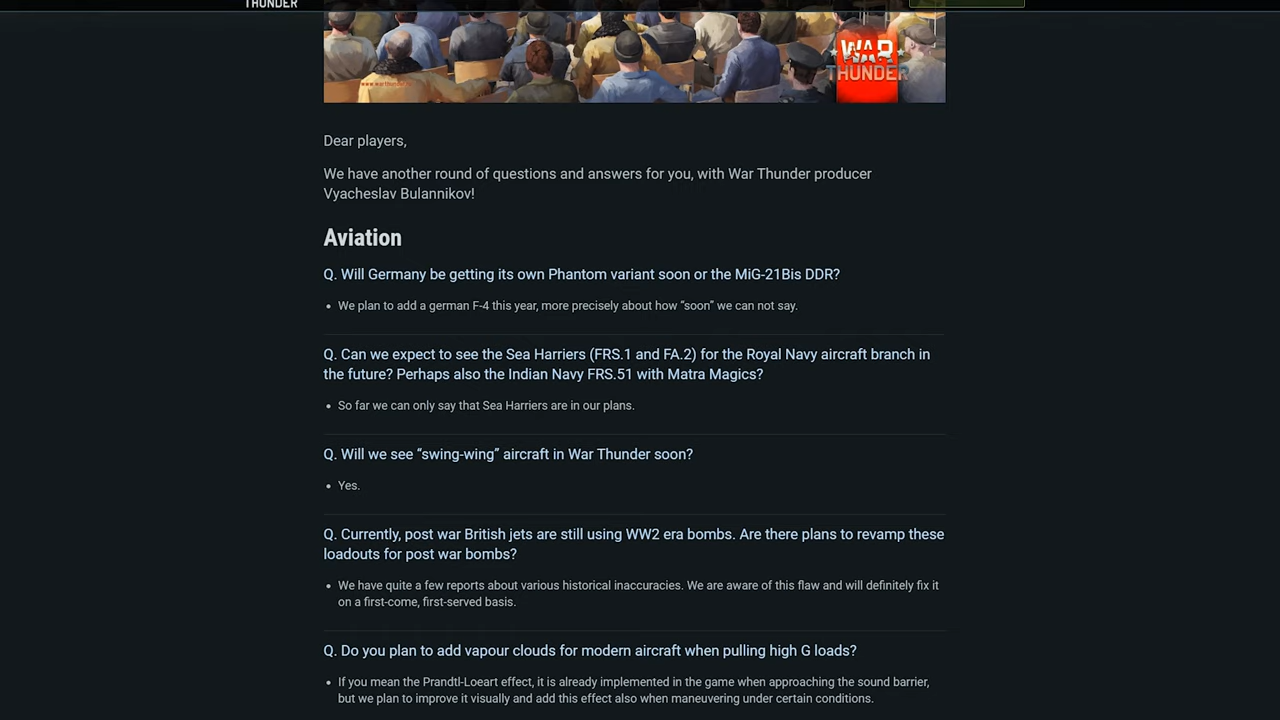 THUNDER
WAR
THUNDER
Dear players,
We have another round of questions and answers for you, with War Thunder producer
Vyacheslav Bulannikov!
Aviation
Q. Will Germany be getting its own Phantom variant soon or the MiG-21Bis DDR?
• We plan to add a german F-4 this year, more precisely about how “soon” we can not say.
Q. Can we expect to see the Sea Harriers (FRS.1 and FA.2) for the Royal Navy aircraft branch in
the future? Perhaps also the Indian Navy FRS.51 with Matra Magics?
• So far we can only say that Sea Harriers are in our plans.
Q. Will we see “swing-wing” aircraft in War Thunder soon?
• Yes.
Q. Currently, post war British jets are still using WW2 era bombs. Are there plans to revamp these
loadouts for post war bombs?
• We have quite a few reports about various historical inaccuracies. We are aware of this flaw and will definitely fix it
on a first-come, first-served basis.
Q. Do you plan to add vapour clouds for modern aircraft when pulling high G loads?
• If you mean the Prandtl-Loeart effect, it is already implemented in the game when approaching the sound barrier,
but we plan to improve it visually and add this effect also when maneuvering under certain conditions.